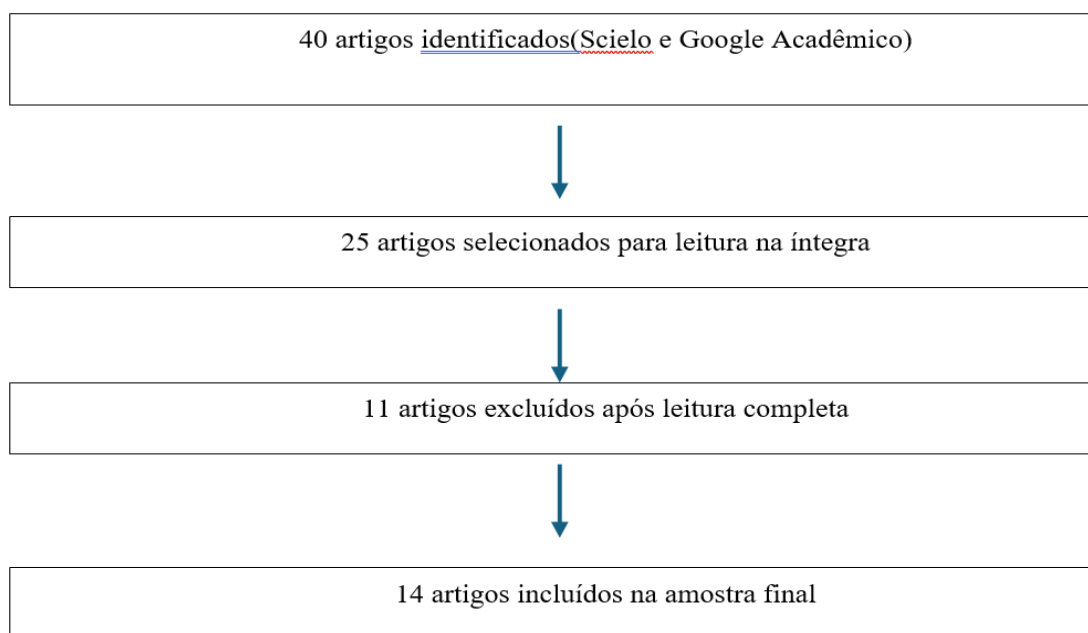 40 artigos identificados(Scielo e Google Acadêmico)
25 artigos selecionados para leitura na íntegra
11 artigos excluídos após leitura completa
14 artigos incluídos na amostra final